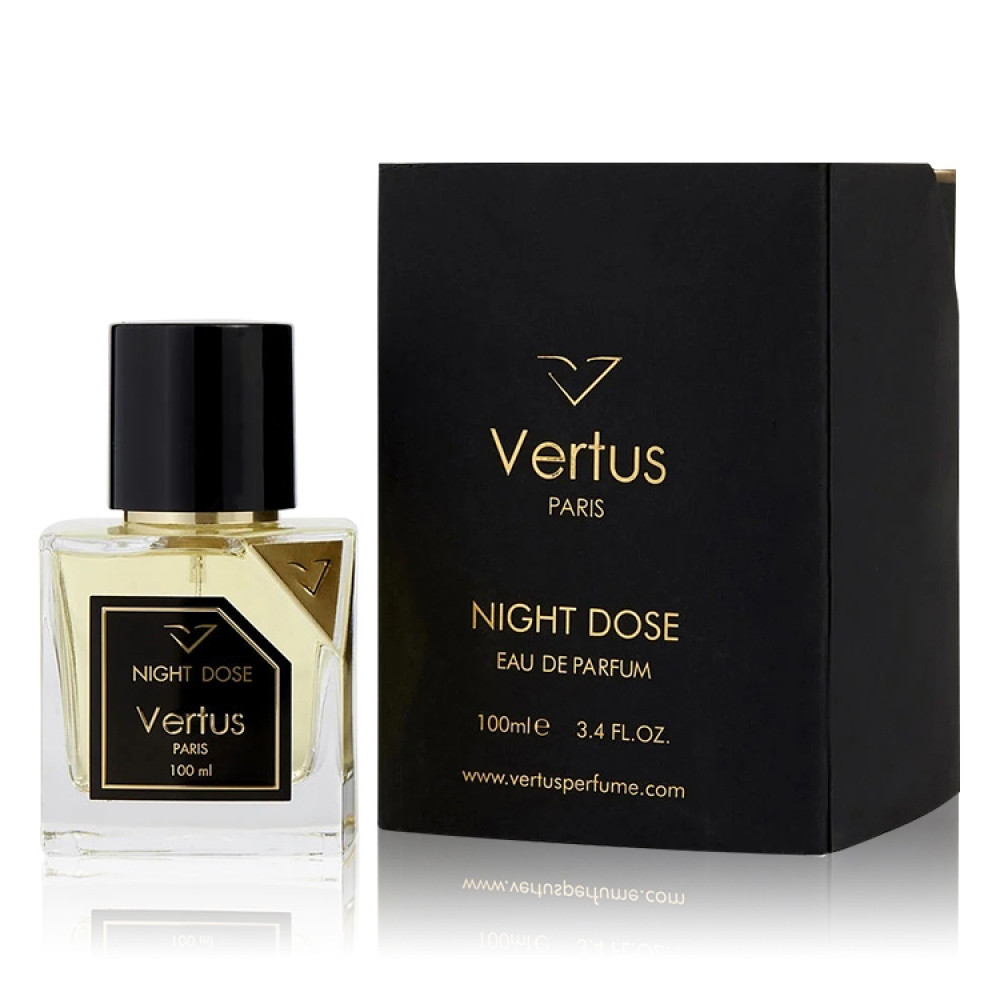 NIGHT DOSE
Vertus
PARIS
100 ml
Vertus
PARIS
NIGHT DOSE
EAU DE PARFUM
100ml e 3.4 FL.OZ.
www.vertusperfume.com